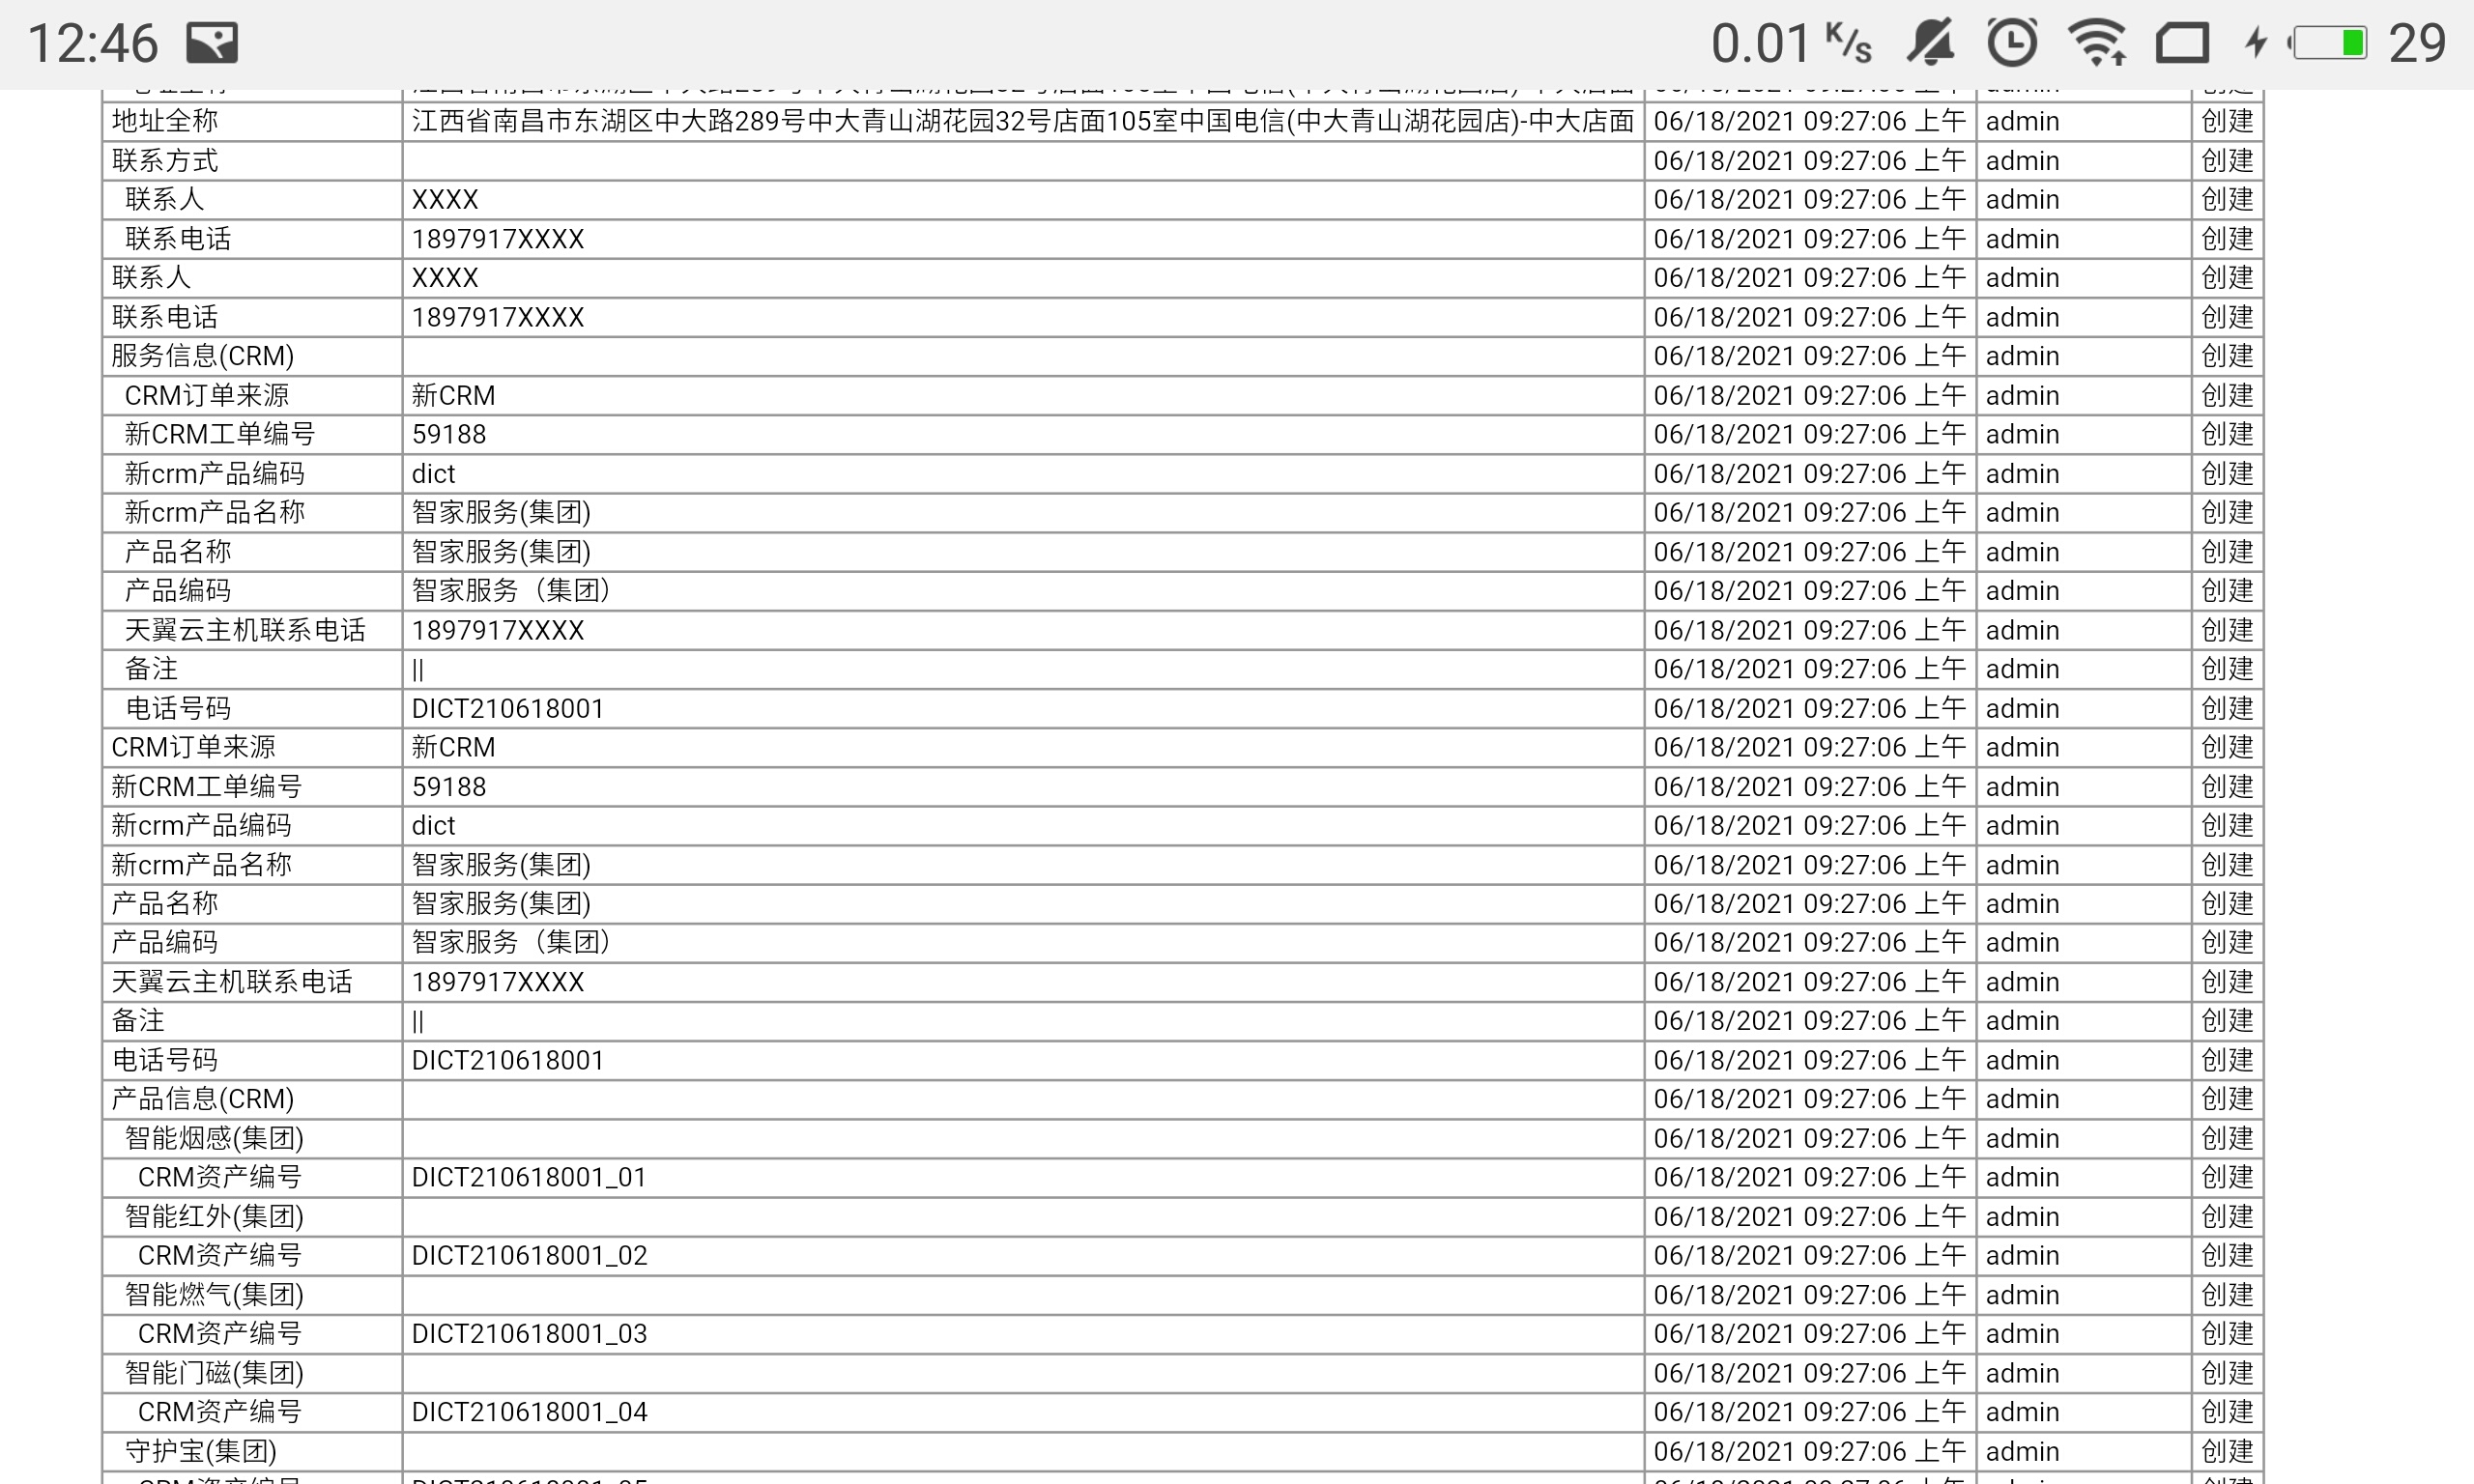 12:46 0.01 K/s 29
地址全称 江西省南昌市东湖区中大路289号中大青山湖花园32号店面105室中国电信(中大青山湖花园店)-中大店面 06/18/2021 09:27:06 上午 admin 创建
联系方式 06/18/2021 09:27:06 上午 admin 创建
联系人 XXXX 06/18/2021 09:27:06 上午 admin 创建
联系电话 1897917XXXX 06/18/2021 09:27:06 上午 admin 创建
联系人 XXXX 06/18/2021 09:27:06 上午 admin 创建
联系电话 1897917XXXX 06/18/2021 09:27:06 上午 admin 创建
服务信息(CRM) 06/18/2021 09:27:06 上午 admin 创建
CRM订单来源 新CRM 06/18/2021 09:27:06 上午 admin 创建
新CRM工单编号 59188 06/18/2021 09:27:06 上午 admin 创建
新crm产品编码 dict 06/18/2021 09:27:06 上午 admin 创建
新crm产品名称 智家服务(集团) 06/18/2021 09:27:06 上午 admin 创建
产品名称 智家服务(集团) 06/18/2021 09:27:06 上午 admin 创建
产品编码 智家服务（集团） 06/18/2021 09:27:06 上午 admin 创建
天翼云主机联系电话 1897917XXXX 06/18/2021 09:27:06 上午 admin 创建
备注 || 06/18/2021 09:27:06 上午 admin 创建
电话号码 DICT210618001 06/18/2021 09:27:06 上午 admin 创建
CRM订单来源 新CRM 06/18/2021 09:27:06 上午 admin 创建
新CRM工单编号 59188 06/18/2021 09:27:06 上午 admin 创建
新crm产品编码 dict 06/18/2021 09:27:06 上午 admin 创建
新crm产品名称 智家服务(集团) 06/18/2021 09:27:06 上午 admin 创建
产品名称 智家服务(集团) 06/18/2021 09:27:06 上午 admin 创建
产品编码 智家服务（集团） 06/18/2021 09:27:06 上午 admin 创建
天翼云主机联系电话 1897917XXXX 06/18/2021 09:27:06 上午 admin 创建
备注 || 06/18/2021 09:27:06 上午 admin 创建
电话号码 DICT210618001 06/18/2021 09:27:06 上午 admin 创建
产品信息(CRM) 06/18/2021 09:27:06 上午 admin 创建
智能烟感(集团) 06/18/2021 09:27:06 上午 admin 创建
CRM资产编号 DICT210618001_01 06/18/2021 09:27:06 上午 admin 创建
智能红外(集团) 06/18/2021 09:27:06 上午 admin 创建
CRM资产编号 DICT210618001_02 06/18/2021 09:27:06 上午 admin 创建
智能燃气(集团) 06/18/2021 09:27:06 上午 admin 创建
CRM资产编号 DICT210618001_03 06/18/2021 09:27:06 上午 admin 创建
智能门磁(集团) 06/18/2021 09:27:06 上午 admin 创建
CRM资产编号 DICT210618001_04 06/18/2021 09:27:06 上午 admin 创建
守护宝(集团) 06/18/2021 09:27:06 上午 admin 创建